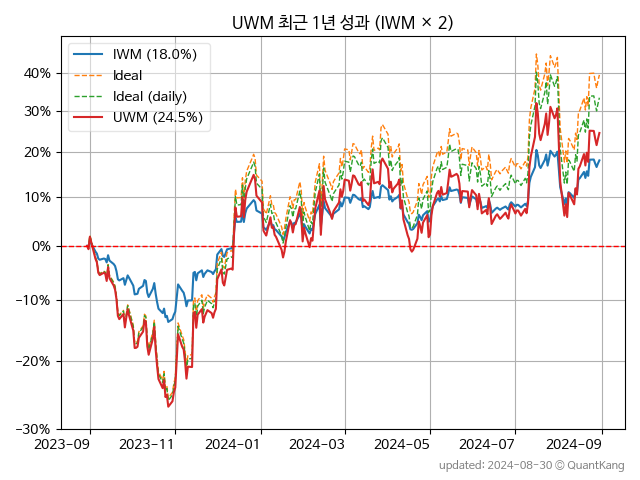 UWM 최근 1년 성과 (IWM × 2)
IWM (18.0%)
Ideal
Ideal (daily)
UWM (24.5%)
40%
30%
20%
10%
0%
−10%
−20%
−30%
2023−09 2023−11 2024−01 2024−03 2024−05 2024−07 2024−09
updated: 2024-08-30 © QuantKang